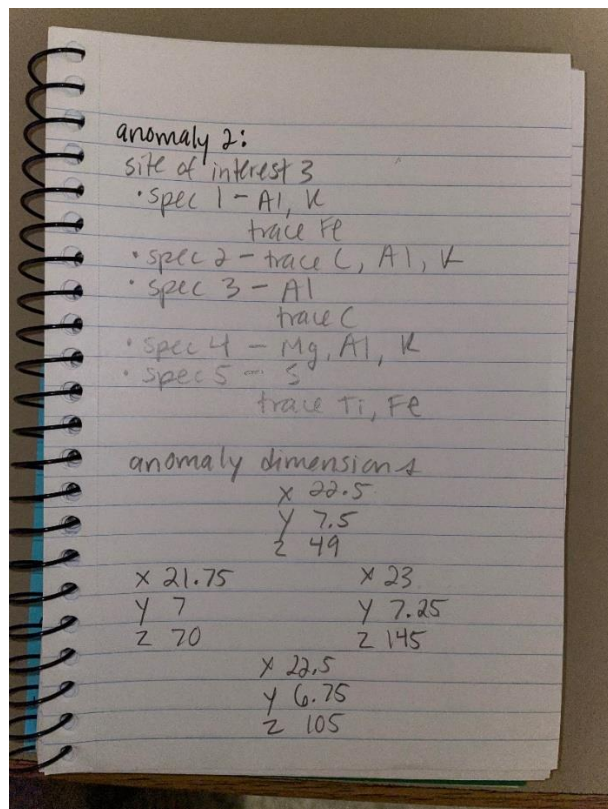 anomaly 2:
site of interest 3
• spec 1 - Al, K
trace Fe
• spec 2 - trace C, Al, K
• spec 3 - Al
trace C
• spec 4 - Mg, Al, K
• spec 5 - S
trace Ti, Fe
anomaly dimensions
X 22.5
Y 7.5
Z 49
X 21.75 X 23
Y 7 Y 7.25
Z 70 Z 145
X 22.5
Y 6.75
Z 105